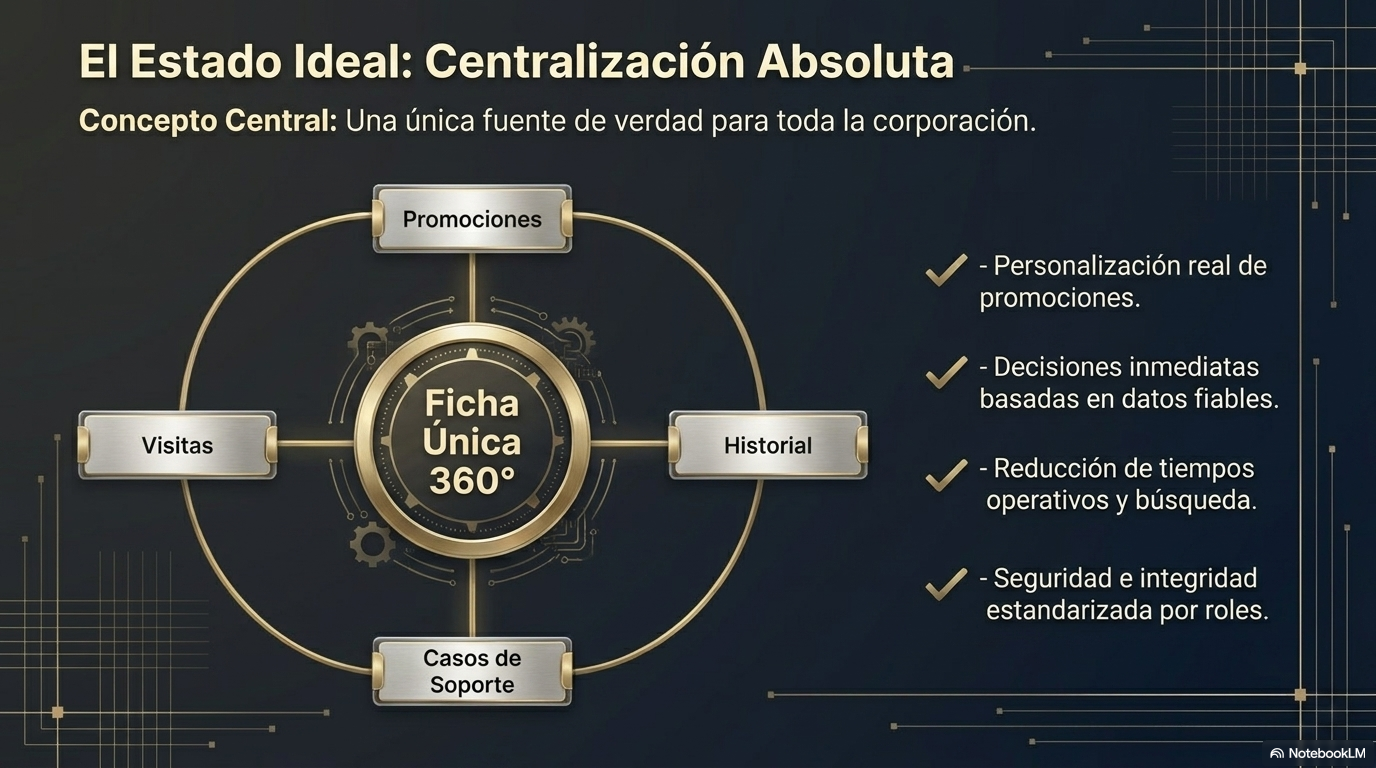 El Estado Ideal: Centralización Absoluta
Concepto Central: Una única fuente de verdad para toda la corporación.
Promociones
Visitas
Ficha
Única
360°
Historial
Casos de
Soporte
- Personalización real de
promociones.
- Decisiones inmediatas
basadas en datos fiables.
- Reducción de tiempos
operativos y búsqueda.
- Seguridad e integridad
estandarizada por roles.
NotebookLM